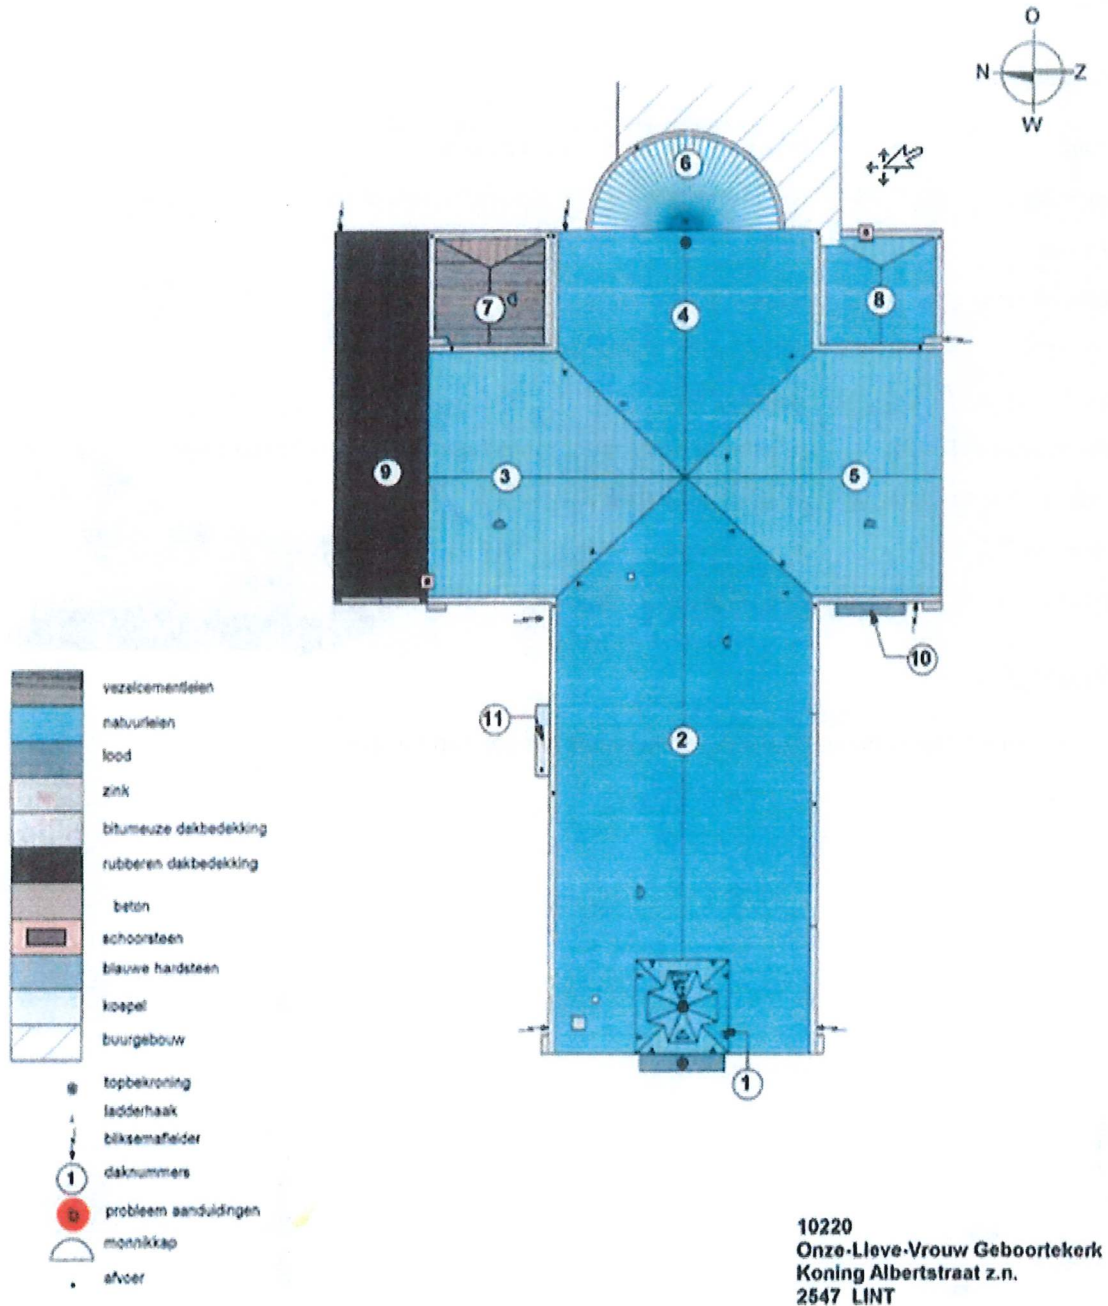 O
N Z
W
6
7
4
8
9
3
5
10
11
2
1
vezelcementleien
natuurleien
lood
zink
bitumeuze dakbedekking
rubberen dakbedekking
beton
schoorsteen
blauwe hardsteen
koepel
buurgebouw
topbekroning
ladderhaak
bliksemafleider
1 daknummers
probleem aanduidingen
monnikkap
afvoer
10220
Onze-Lieve-Vrouw Geboortekerk
Koning Albertstraat z.n.
2547 LINT